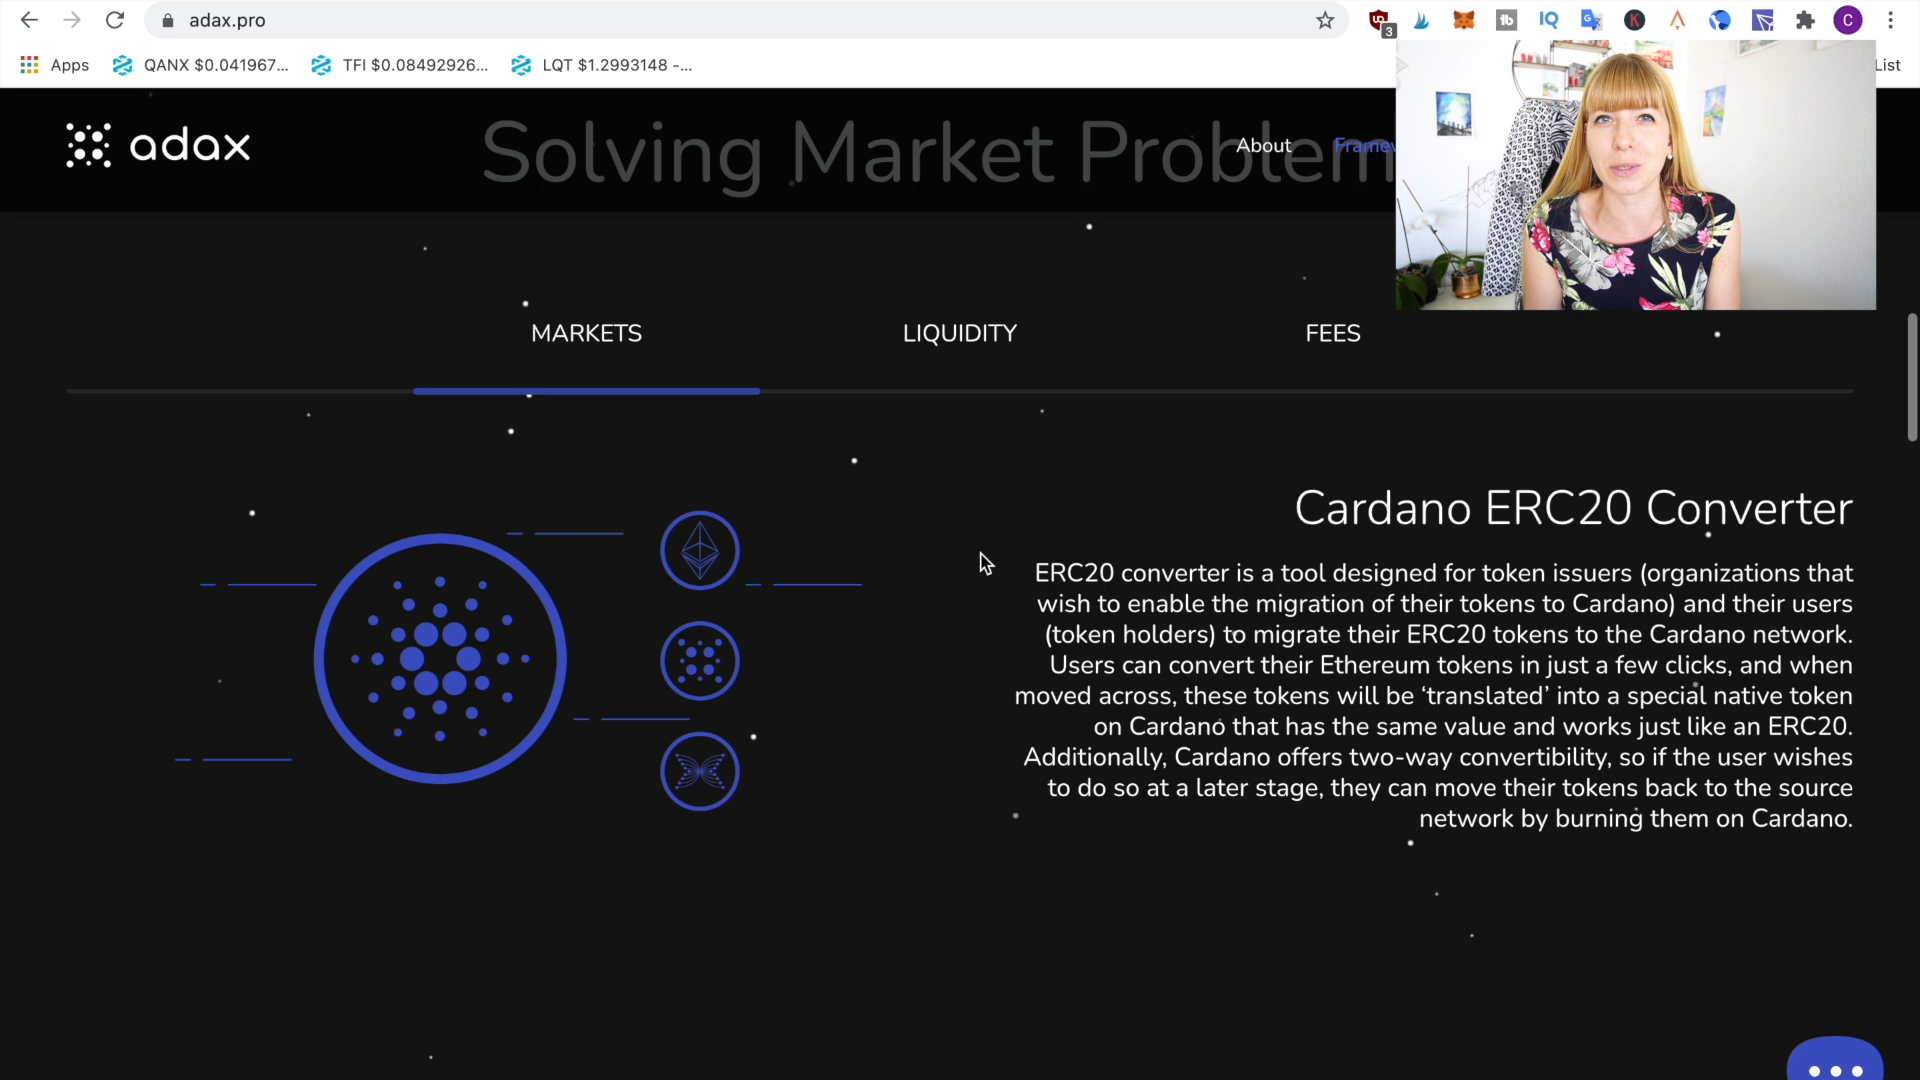 adax.pro
3
C
Apps
QANX $0.041967...
TFI $0.08492926...
LQT $1.2993148 -...
List
adax
Solving Market Problem
About
Framew
MARKETS
LIQUIDITY
FEES
Cardano ERC20 Converter
ERC20 converter is a tool designed for token issuers (organizations that
wish to enable the migration of their tokens to Cardano) and their users
(token holders) to migrate their ERC20 tokens to the Cardano network.
Users can convert their Ethereum tokens in just a few clicks, and when
moved across, these tokens will be ‘translated’ into a special native token
on Cardano that has the same value and works just like an ERC20.
Additionally, Cardano offers two-way convertibility, so if the user wishes
to do so at a later stage, they can move their tokens back to the source
network by burning them on Cardano.